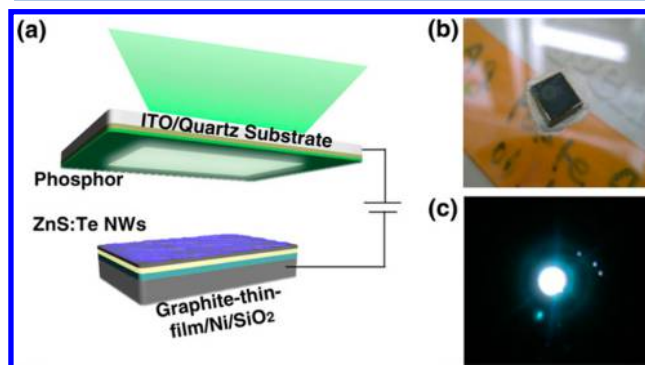 (a)
ITO/Quartz Substrate
Phosphor
ZnS:Te NWs
Graphite-thin-
film/Ni/SiO₂
(b)
(c)